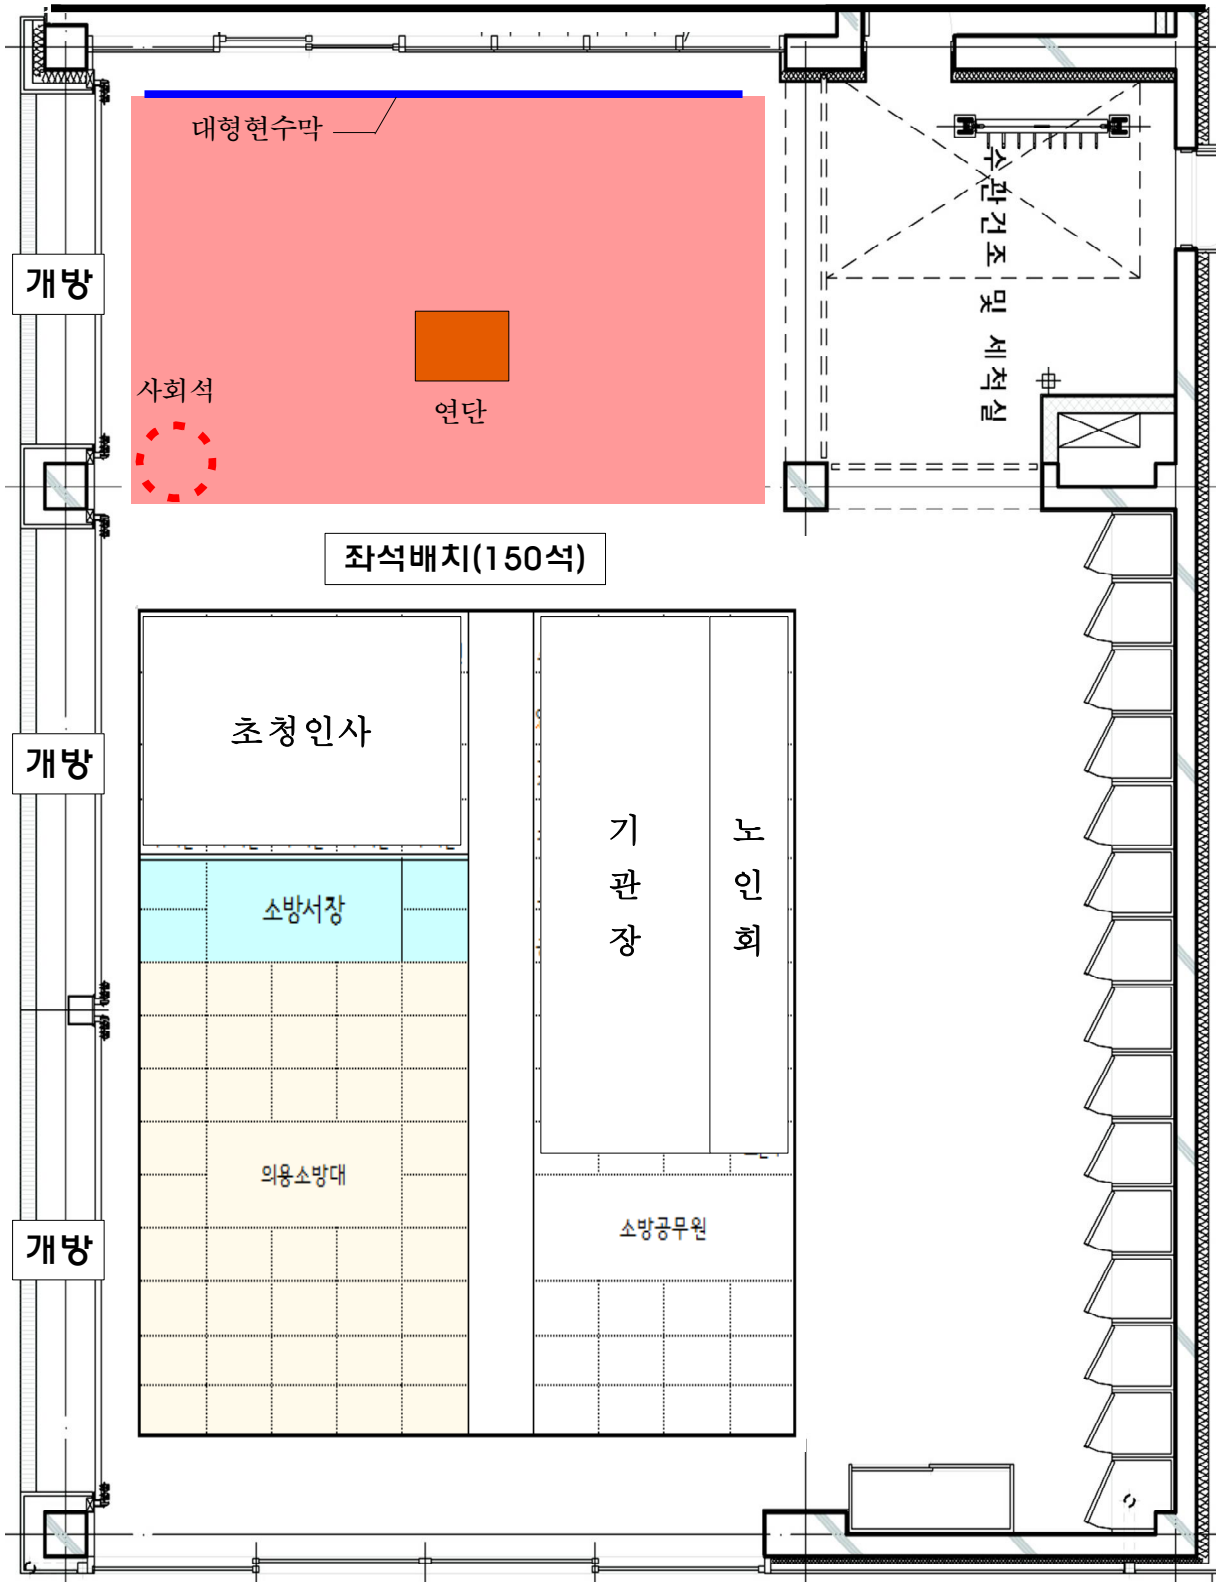 대형현수막
수관건조 및 세척실
개방
사회석
연단
좌석배치(150석)
초청인사
개방
기관장
노인회
소방서장
의용소방대
소방공무원
개방